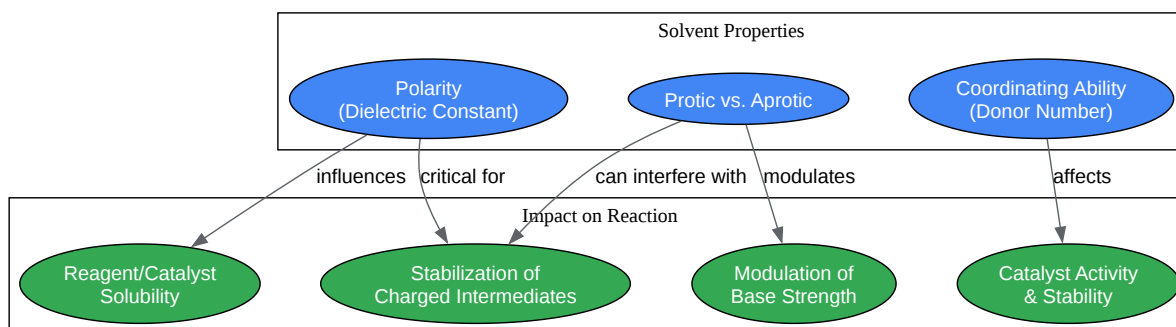 Solvent Properties
Polarity
(Dielectric Constant)
Protic vs. Aprotic
Coordinating Ability
(Donor Number)
influences
critical for
can interfere with
modulates
affects
Impact on Reaction
Reagent/Catalyst
Solubility
Stabilization of
Charged Intermediates
Modulation of
Base Strength
Catalyst Activity
& Stability